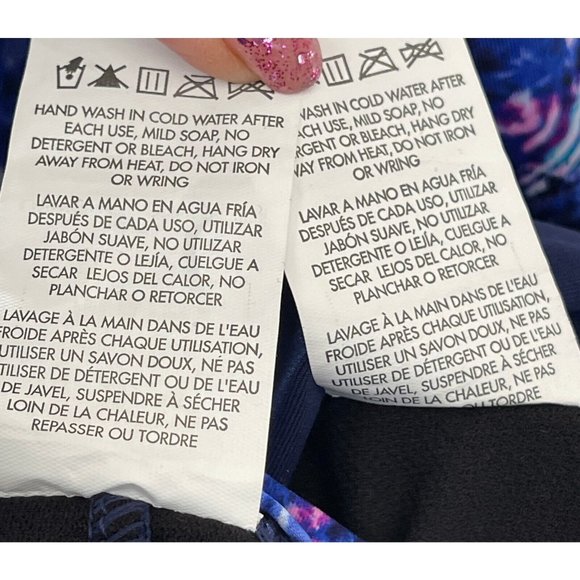 HAND WASH IN COLD WATER AFTER
EACH USE, MILD SOAP, NO
DETERGENT OR BLEACH, HANG DRY
AWAY FROM HEAT, DO NOT IRON
OR WRING
LAVAR A MANO EN AGUA FRÍA
DESPUÉS DE CADA USO, UTILIZAR
JABÓN SUAVE, NO UTILIZAR
DETERGENTE O LEJÍA, CUELGUE A
SECAR LEJOS DEL CALOR, NO
PLANCHAR O RETORCER
LAVAGE À LA MAIN DANS DE L'EAU
FROIDE APRÈS CHAQUE UTILISATION,
UTILISER UN SAVON DOUX, NE PAS
UTILISER DE DÉTERGENT OU DE L'EAU
DE JAVEL, SUSPENDRE À SÉCHER
LOIN DE LA CHALEUR, NE PAS
REPASSER OU TORDRE
WASH IN COLD WATER AFTER
ACH USE, MILD SOAP, NO
RGENT OR BLEACH, HANG DRY
WAY FROM HEAT, DO NOT IRON
OR WRING
LAVAR A MANO EN AGUA FRÍA
DESPUÉS DE CADA USO, UTILIZAR
JABÓN SUAVE, NO UTILIZAR
DETERGENTE O LEJÍA, CUELGUE A
SECAR LEJOS DEL CALOR, NO
PLANCHAR O RETORCER
LAVAGE À LA MAIN DANS DE L'EAU
FROIDE APRÈS CHAQUE UTILISATION,
UTILISER UN SAVON DOUX, NE PAS
UTILISER DE DÉTERGENT OU DE L'EAU
DE JAVEL, SUSPENDRE À SÉCHER
LOIN DE LA CHALEUR, NE PAS
OU TORDRE